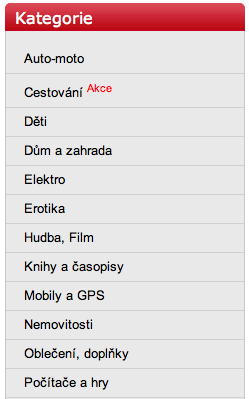 Kategorie
Auto-moto
Cestování Akce
Děti
Dům a zahrada
Elektro
Erotika
Hudba, Film
Knihy a časopisy
Mobily a GPS
Nemovitosti
Oblečení, doplňky
Počítače a hry